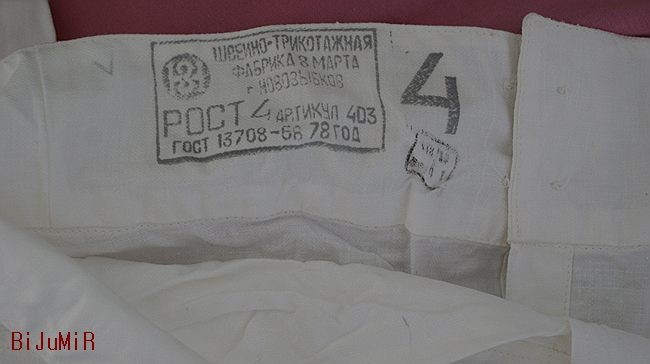 ШВЕЙНО-ТРИКОТАЖНАЯ
ФАБРИКА 8 МАРТА
г НОВОЗЫБКОВ
РОСТ 4 АРТИКУЛ 403
ГОСТ 13708-68 78 ГОД
4
BiJuMiR